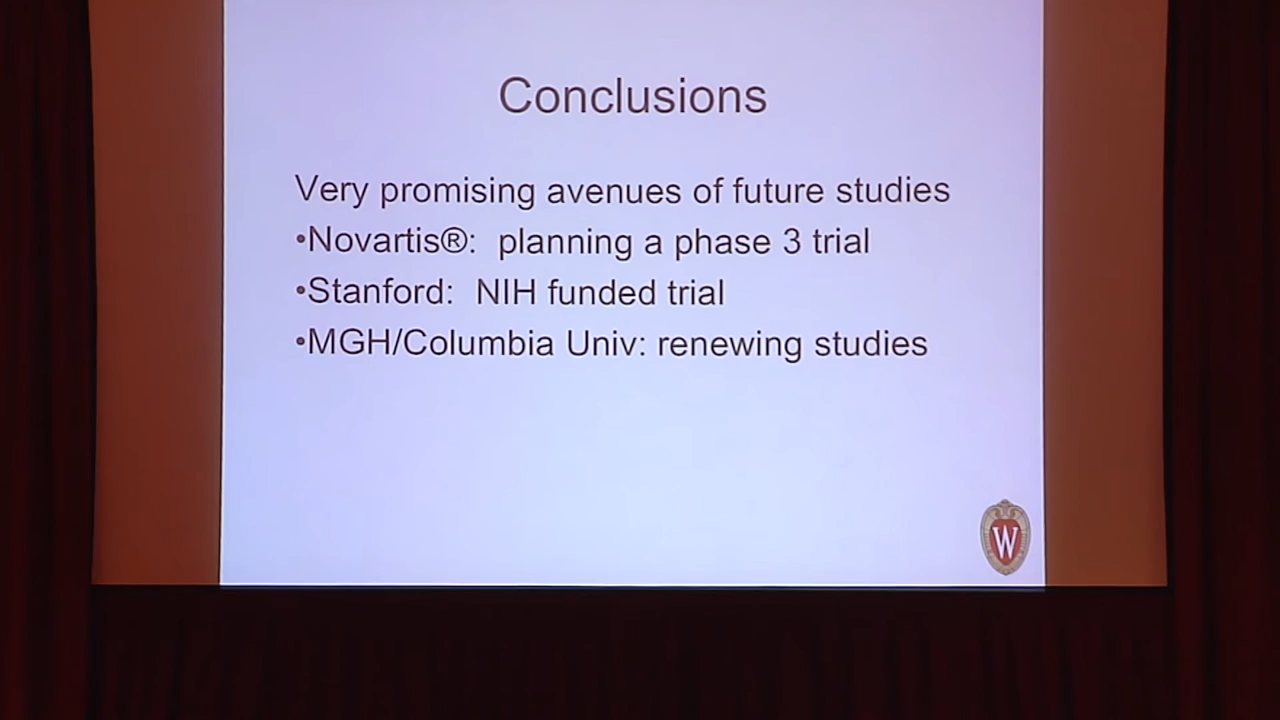 Conclusions
Very promising avenues of future studies
•Novartis®: planning a phase 3 trial
•Stanford: NIH funded trial
•MGH/Columbia Univ: renewing studies
W